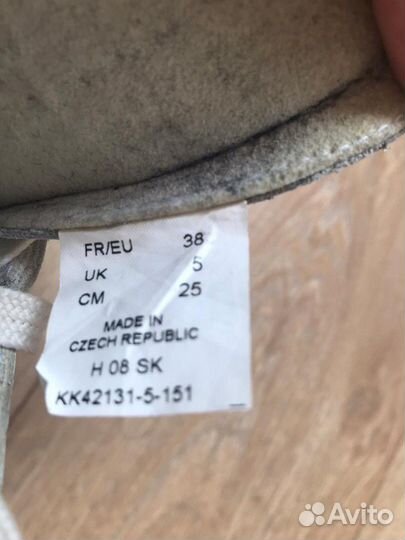 FR/EU 38
UK 5
CM 25
MADE IN
CZECH REPUBLIC
H 08 SK
KK42131-5-151
Avito